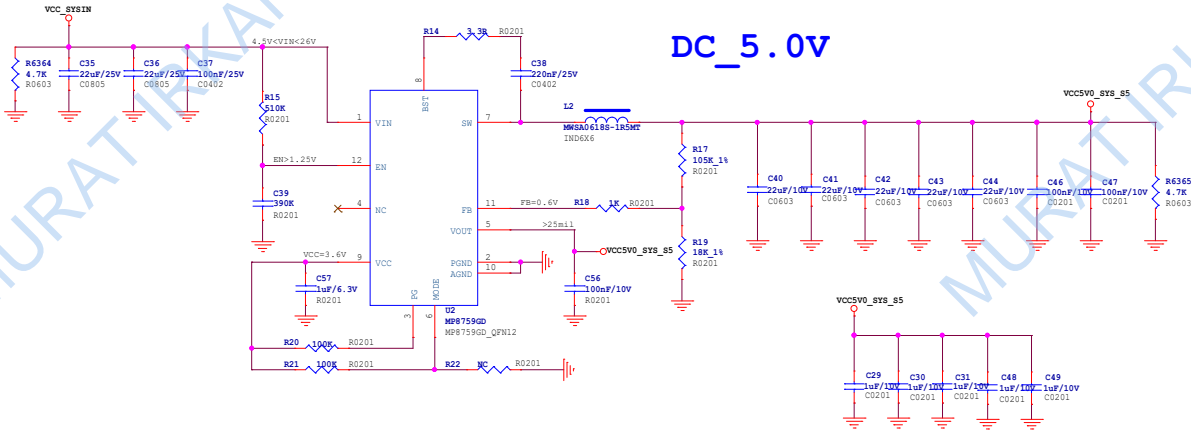 VCC_SYSIN
R14
3.3R
R0201
DC_5.0V
4.5V<VIN<26V
R6364
4.7K
R0603
C35
22uF/25V
C0805
C36
22uF/25V
C0805
C37
100nF/25V
C0402
C38
220nF/25V
C0402
8
BST
R15
510K
R0201
1
VIN
SW
7
L2
MWSA0618S-1R5MT
IND6X6
VCC5V0_SYS_S5
R17
105K_1%
R0201
EN>1.25V
12
EN
C39
390K
R0201
4
NC
FB
11
FB=0.6V
R18
1K
R0201
VOUT
5
>25mil
VCC5V0_SYS_S5
R19
18K_1%
R0201
C40
22uF/10V
C0603
C41
22uF/10V
C0603
C42
22uF/10V
C0603
C43
22uF/10V
C0603
C44
22uF/10V
C0603
C46
100nF/10V
C0201
C47
100nF/10V
C0201
R6365
4.7K
R0603
VCC=3.6V
9
VCC
PGND
2
AGND
10
C57
1uF/6.3V
R0201
C56
100nF/10V
R0201
PG
MODE
3
6
U2
MP8759GD
MP8759GD_QFN12
R20
100K
R0201
R21
100K
R0201
R22
NC
R0201
VCC5V0_SYS_S5
C29
1uF/10V
C0201
C30
1uF/10V
C0201
C31
1uF/10V
C0201
C48
1uF/10V
C0201
C49
1uF/10V
C0201
MURAT IRKAN
MURAT IRK